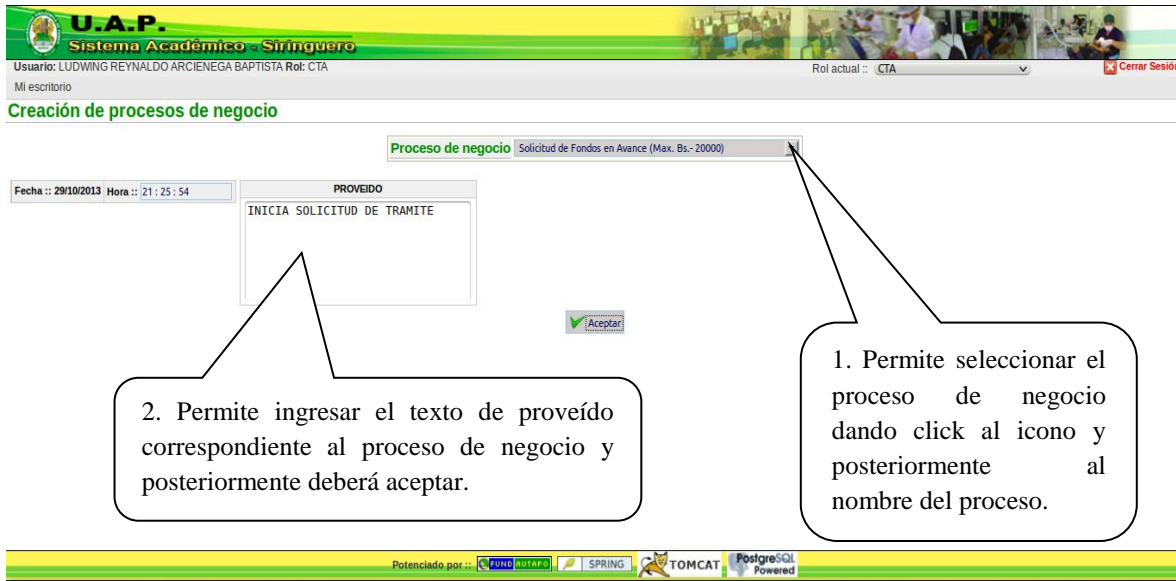 U.A.P.
Sistema Académico - Siringuero
Usuario: LUDWING REYNALDO ARCIENEGA BAPTISTA Rol: CTA
Rol actual :: CTA
Cerrar Sesión
Mi escritorio
Creación de procesos de negocio
Proceso de negocio Solicitud de Fondos en Avance (Max. Bs.- 20000)
Fecha :: 29/10/2013 Hora :: 21 : 25 : 54
PROVEIDO
INICIA SOLICITUD DE TRAMITE
Aceptar
1. Permite seleccionar el
proceso de negocio
dando click al icono y
posteriormente al
nombre del proceso.
2. Permite ingresar el texto de proveído
correspondiente al proceso de negocio y
posteriormente deberá aceptar.
Potenciado por :: FUND AUTAPO SPRING TOMCAT PostgreSQL
Powered